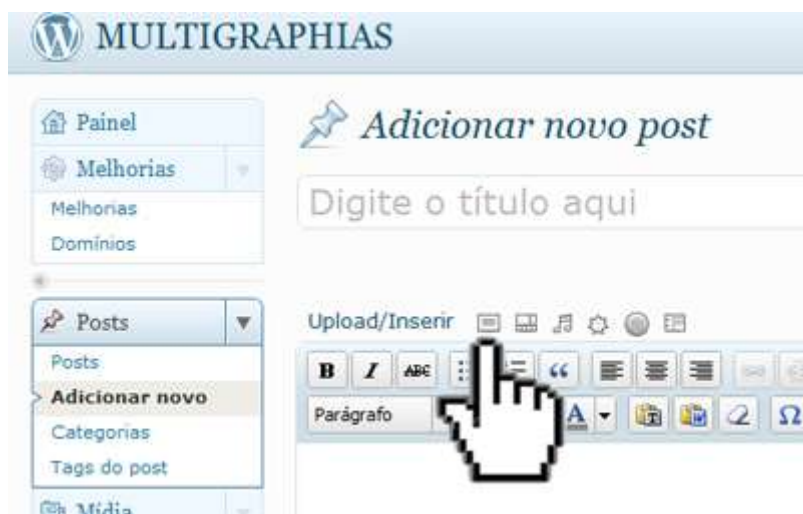 MULTIGRAPHIAS
Painel
Melhorias
Melhorias
Domínios
Posts
Posts
Adicionar novo
Categorias
Tags do post
Mídia
Adicionar novo post
Digite o título aqui
Upload/Inserir
B I ABC
Parágrafo A Ω